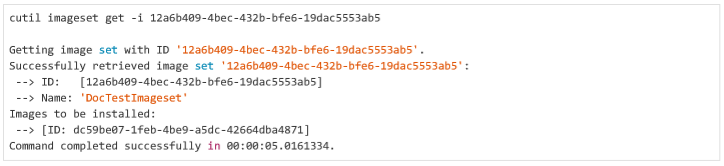 cutil imageset get -i 12a6b409-4bec-432b-bfe6-19dac5553ab5
Getting image set with ID '12a6b409-4bec-432b-bfe6-19dac5553ab5'.
Successfully retrieved image set '12a6b409-4bec-432b-bfe6-19dac5553ab5':
--> ID:   [12a6b409-4bec-432b-bfe6-19dac5553ab5]
--> Name: 'DocTestImageset'
Images to be installed:
--> [ID: dc59be07-1feb-4be9-a5dc-42664dba4871]
Command completed successfully in 00:00:05.0161334.